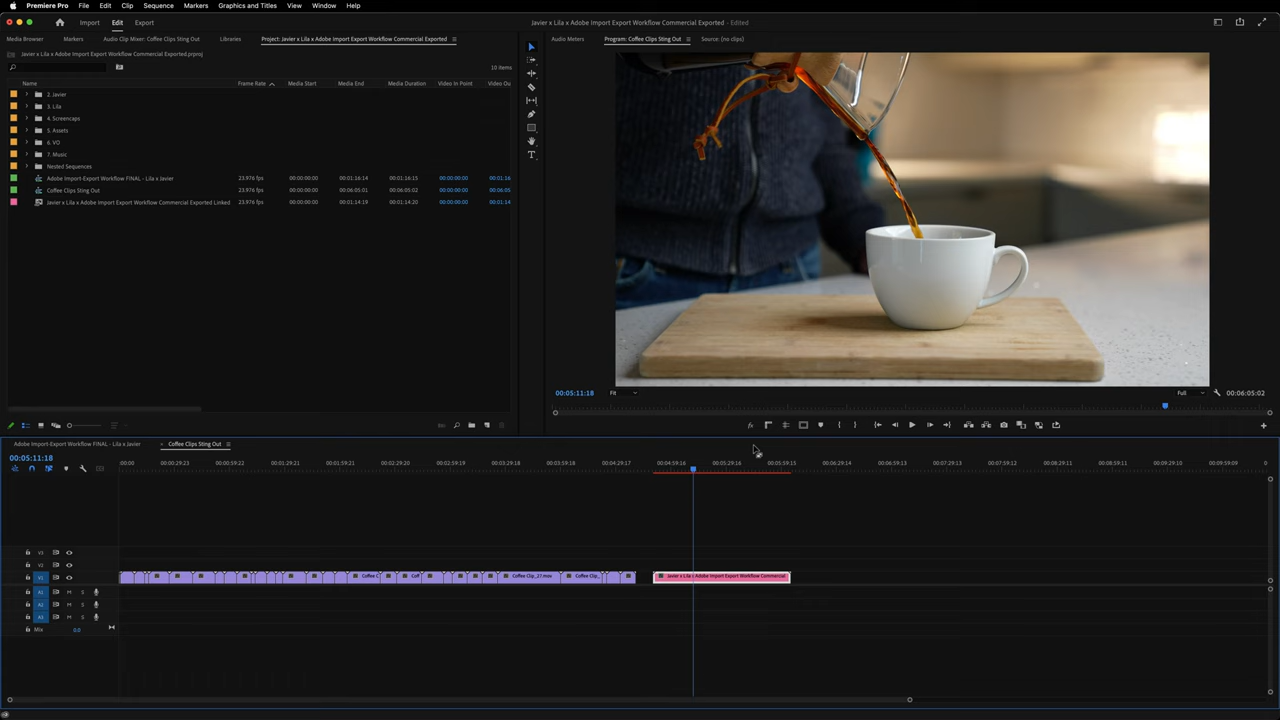 Premiere Pro File Edit Clip Sequence Markers Graphics and Titles View Window Help
Import Edit Export Javier x Lila x Adobe Import Export Workflow Commercial Exported - Edited
Media Browser Markers Audio Clip Mixer: Coffee Clips Sting Out Libraries Project: Javier x Lila x Adobe Import Export Workflow Commercial Exported Audio Meters Program: Coffee Clips Sting Out Source: (no clips)
Javier x Lila x Adobe Import Export Workflow Commercial Exported.prproj
10 items
Name Frame Rate Media Start Media End Media Duration Video In Point Video Ou
2. Javier
3. Lila
4. Screencaps
5. Assets
6. VO
7. Music
Nested Sequences
Adobe Import-Export Workflow FINAL - Lila x Javier 23.976 fps 00:00:00:00 00:01:16:14 00:01:16:15 00:00:00:00 00:01:16
Coffee Clips Sting Out 23.976 fps 00:00:00:00 00:06:05:01 00:06:05:02 00:00:00:00 00:06:05
Javier x Lila x Adobe Import Export Workflow Commercial Exported Linked 23.976 fps 00:00:00:00 00:01:14:19 00:01:14:20 00:00:00:00 00:01:14
00:05:11:18 Fit Full 00:06:05:02
Adobe Import-Export Workflow FINAL - Lila x Javier × Coffee Clips Sting Out
00:05:11:18
:00:00 00:00:29:23 00:00:59:22 00:01:29:21 00:01:59:21 00:02:29:20 00:02:59:19 00:03:29:18 00:03:59:18 00:04:29:17 00:04:59:16 00:05:29:16 00:05:59:15 00:06:29:14 00:06:59:13 00:07:29:13 00:07:59:12 00:08:29:11 00:08:59:11 00:09:29:10 00:09:59:09 0
V3
V2
V1 Coffee C Coff Coffee Clip_27.mov Coffee Clip_ Javier x Lila x Adobe Import Export Workflow Commercial
A1 M S
A2 M S
A3 M S
Mix 0.0